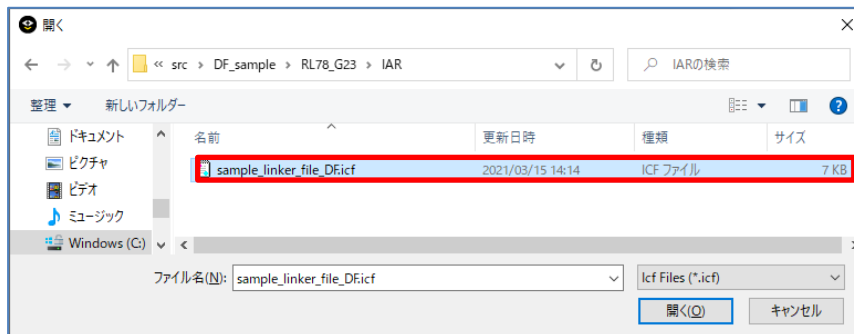 開く
« src › DF_sample › RL78_G23 › IAR
IARの検索
整理 新しいフォルダー
ドキュメント
ピクチャ
ビデオ
ミュージック
Windows (C:)
名前 更新日時 種類 サイズ
sample_linker_file_DF.icf 2021/03/15 14:14 ICF ファイル 7 KB
ファイル名(N): sample_linker_file_DF.icf Icf Files (*.icf)
開く(O) キャンセル